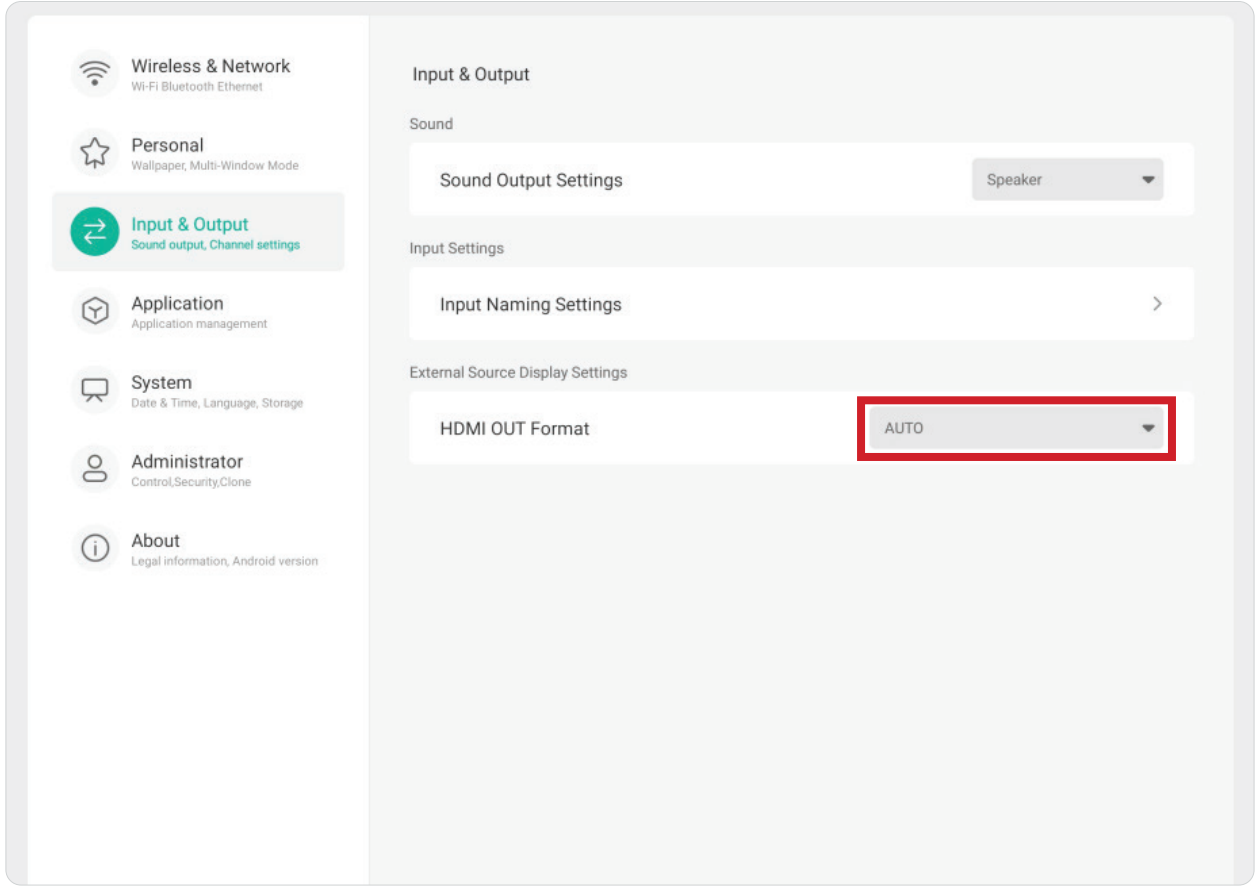 Wireless & Network
Wi-Fi Bluetooth Ethernet
Personal
Wallpaper, Multi-Window Mode
Input & Output
Sound output, Channel settings
Application
Application management
System
Date & Time, Language, Storage
Administrator
Control,Security,Clone
About
Legal information, Android version
Input & Output
Sound
Sound Output Settings
Speaker
Input Settings
Input Naming Settings
External Source Display Settings
HDMI OUT Format
AUTO